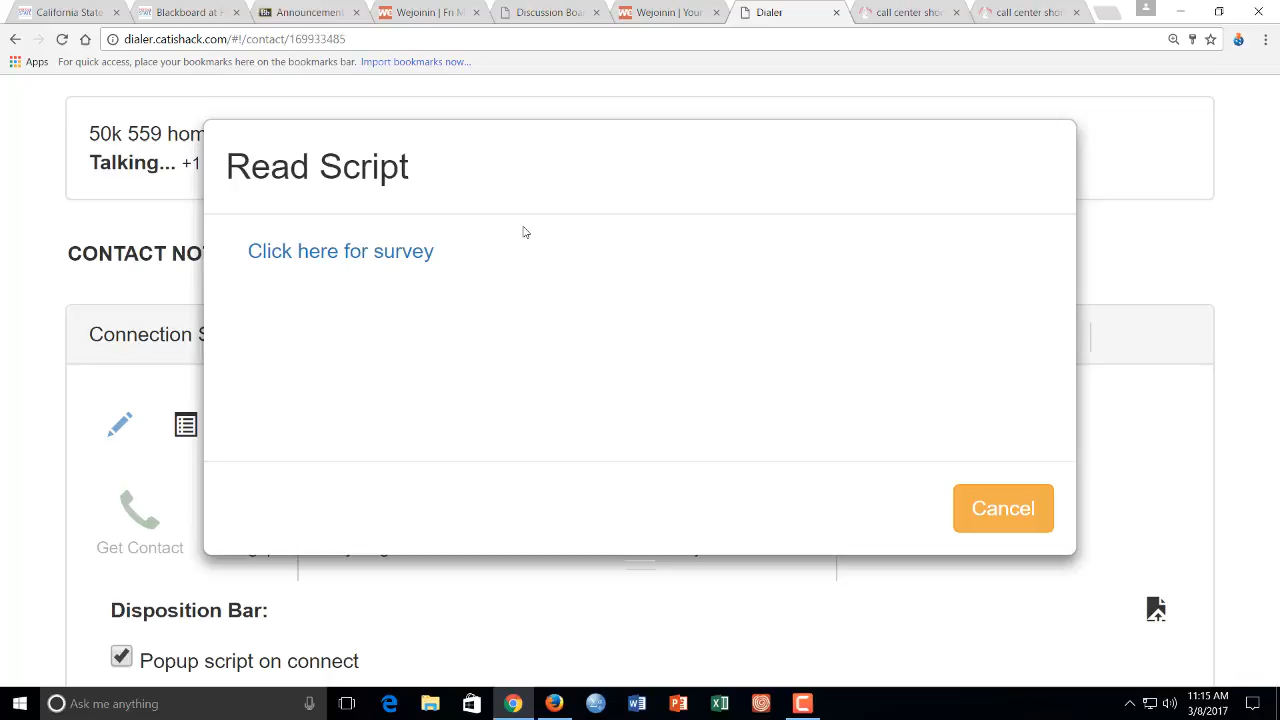 California State
Blackboard at F
Announcement
Wejoinin | Fri M
Discussion Boar
Wejoinin | Your
Dialer
call center shor
call center shor
dialer.catishack.com/#!/contact/169933485
Apps For quick access, place your bookmarks here on the bookmarks bar. Import bookmarks now...
50k 559 hom
Talking... +1
Read Script
CONTACT NO
Click here for survey
Connection S
Cancel
Get Contact
Disposition Bar:
Popup script on connect
Ask me anything
11:15 AM
3/8/2017